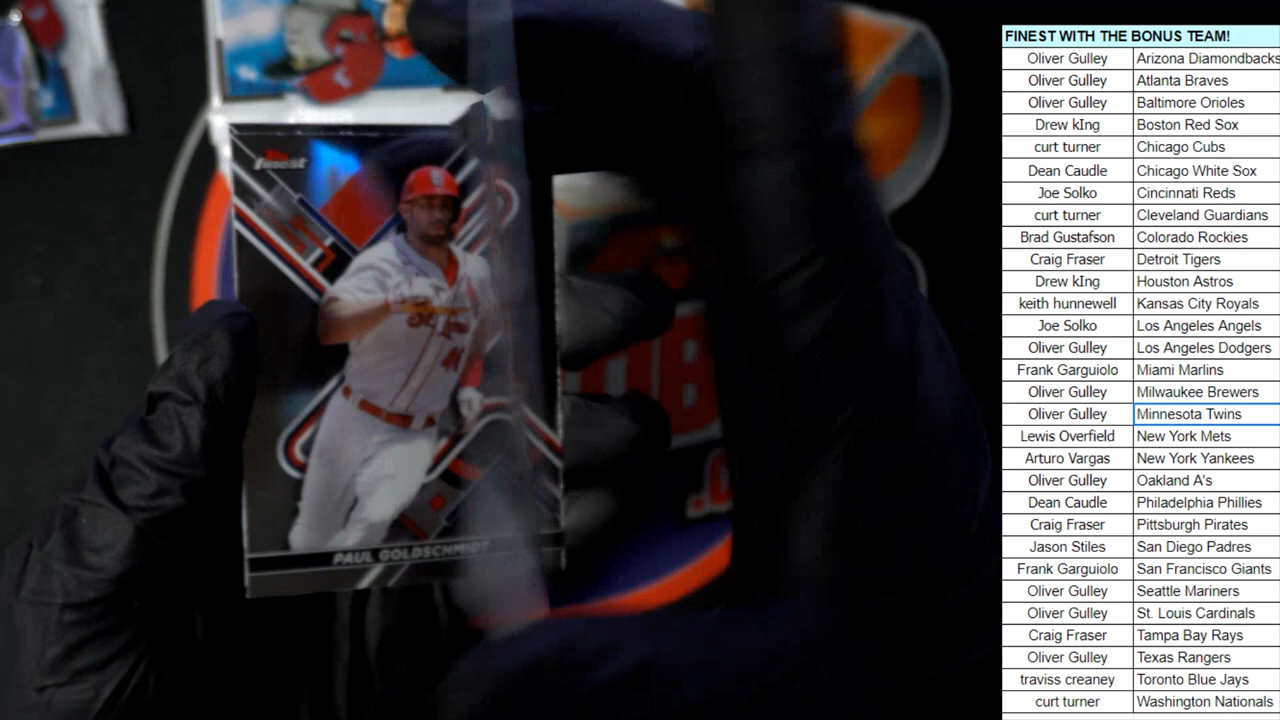 FINEST WITH THE BONUS TEAM!
Oliver Gulley Arizona Diamondbacks
Oliver Gulley Atlanta Braves
Oliver Gulley Baltimore Orioles
Drew kIng Boston Red Sox
curt turner Chicago Cubs
Dean Caudle Chicago White Sox
Joe Solko Cincinnati Reds
curt turner Cleveland Guardians
Brad Gustafson Colorado Rockies
Craig Fraser Detroit Tigers
Drew kIng Houston Astros
keith hunnewell Kansas City Royals
Joe Solko Los Angeles Angels
Oliver Gulley Los Angeles Dodgers
Frank Garguiolo Miami Marlins
Oliver Gulley Milwaukee Brewers
Oliver Gulley Minnesota Twins
Lewis Overfield New York Mets
Arturo Vargas New York Yankees
Oliver Gulley Oakland A's
Dean Caudle Philadelphia Phillies
Craig Fraser Pittsburgh Pirates
Jason Stiles San Diego Padres
Frank Garguiolo San Francisco Giants
Oliver Gulley Seattle Mariners
Oliver Gulley St. Louis Cardinals
Craig Fraser Tampa Bay Rays
Oliver Gulley Texas Rangers
traviss creaney Toronto Blue Jays
curt turner Washington Nationals
finest
PAUL GOLDSCHMIDT